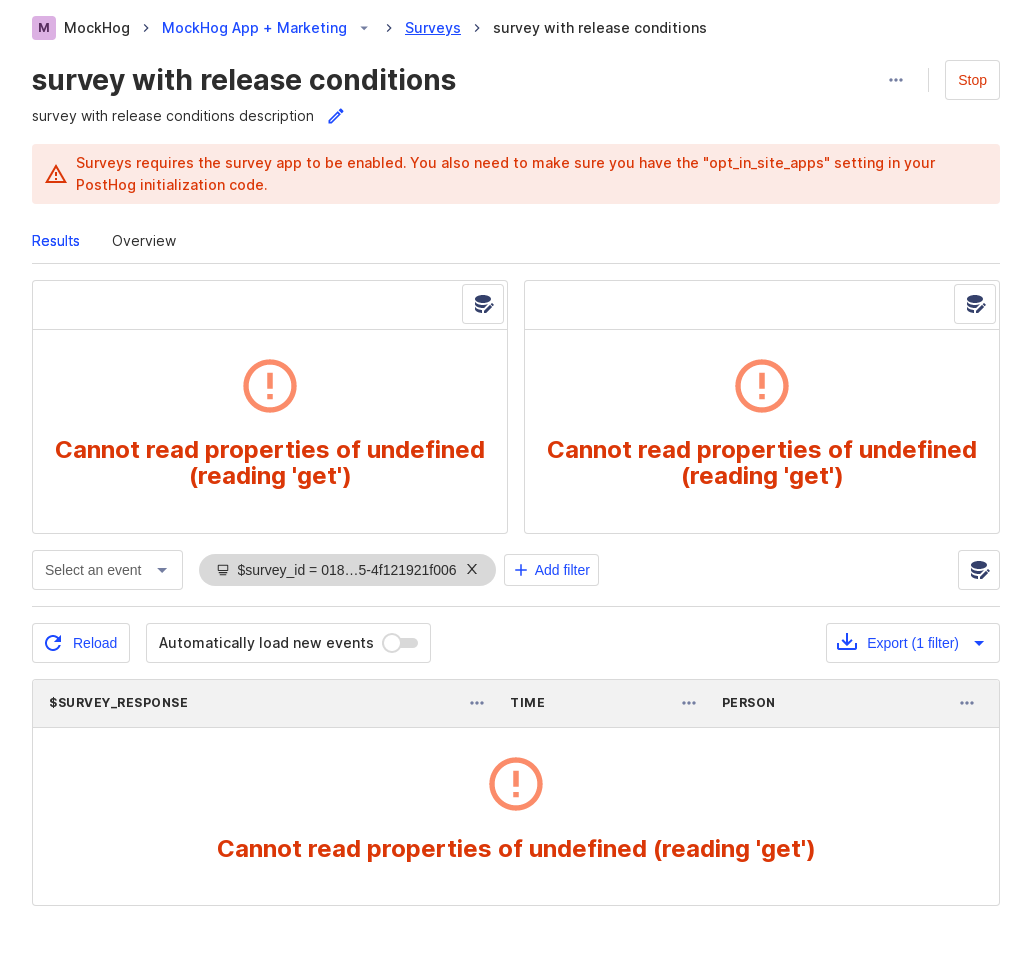 M MockHog MockHog App + Marketing Surveys survey with release conditions
survey with release conditions
Stop
survey with release conditions description
Surveys requires the survey app to be enabled. You also need to make sure you have the "opt_in_site_apps" setting in your
PostHog initialization code.
Results Overview
Cannot read properties of undefined
(reading 'get')
Cannot read properties of undefined
(reading 'get')
Select an event $survey_id = 018…5-4f121921f006 Add filter
Reload Automatically load new events Export (1 filter)
$SURVEY_RESPONSE TIME PERSON
Cannot read properties of undefined (reading 'get')